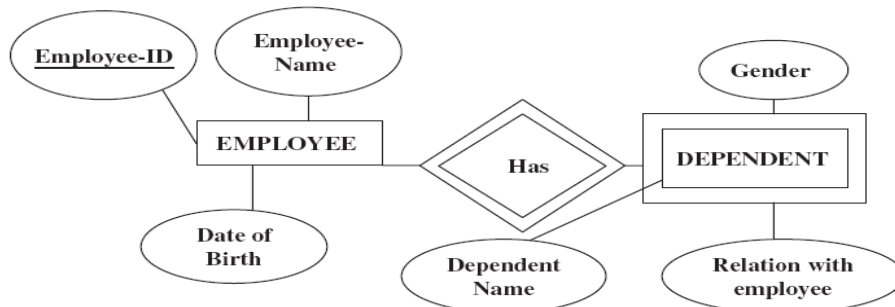 Employee-ID
Employee-
Name
Gender
EMPLOYEE
Has
DEPENDENT
Date of
Birth
Dependent
Name
Relation with
employee